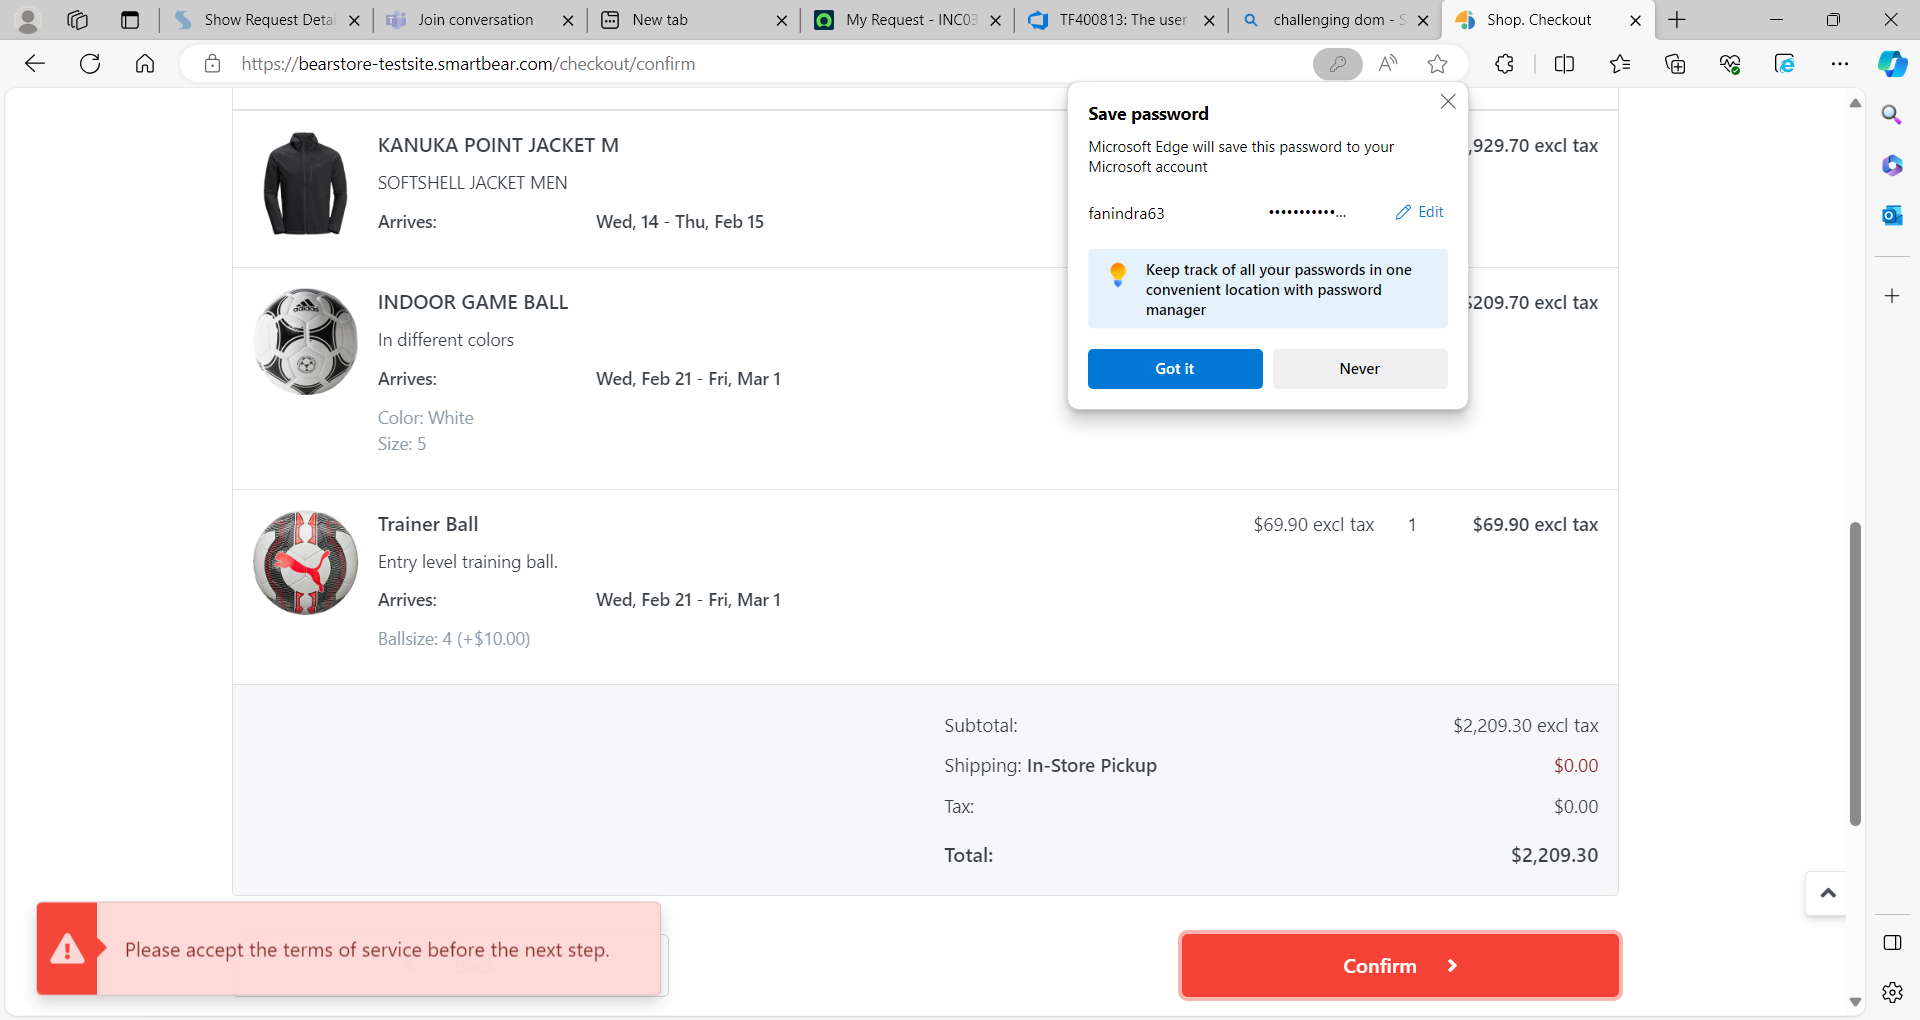 Show Request Detai
Join conversation
New tab
My Request - INC03
TF400813: The user
challenging dom - S
Shop. Checkout
https://bearstore-testsite.smartbear.com/checkout/confirm
Save password
Microsoft Edge will save this password to your
Microsoft account
fanindra63
••••••••••••...
Edit
Keep track of all your passwords in one
convenient location with password
manager
Got it
Never
KANUKA POINT JACKET M
,929.70 excl tax
SOFTSHELL JACKET MEN
Arrives:
Wed, 14 - Thu, Feb 15
INDOOR GAME BALL
$209.70 excl tax
In different colors
Arrives:
Wed, Feb 21 - Fri, Mar 1
Color: White
Size: 5
adidas
Trainer Ball
$69.90 excl tax 1 $69.90 excl tax
Entry level training ball.
Arrives:
Wed, Feb 21 - Fri, Mar 1
Ballsize: 4 (+$10.00)
Subtotal: $2,209.30 excl tax
Shipping: In-Store Pickup $0.00
Tax: $0.00
Total: $2,209.30
Please accept the terms of service before the next step.
Confirm